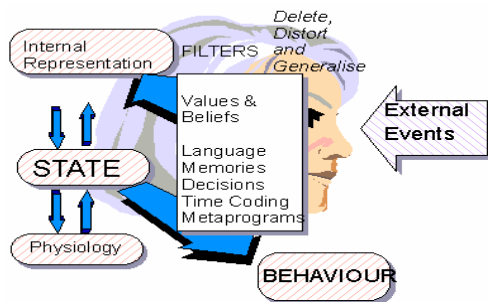 Internal
Representation
FILTERS
Delete,
Distort
and
Generalise
Values &
Beliefs
Language
Memories
Decisions
Time Coding
Metaprograms
External
Events
STATE
Physiology
BEHAVIOUR